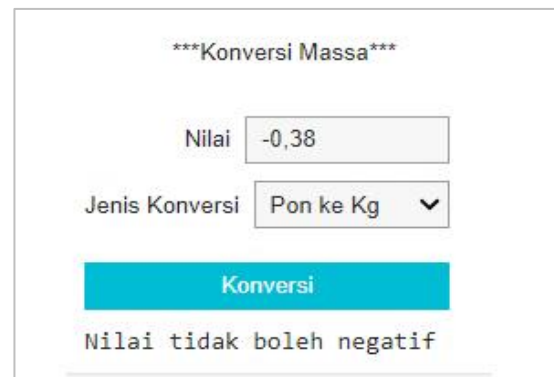 ***Konversi Massa***
Nilai -0,38
Jenis Konversi Pon ke Kg
Konversi
Nilai tidak boleh negatif